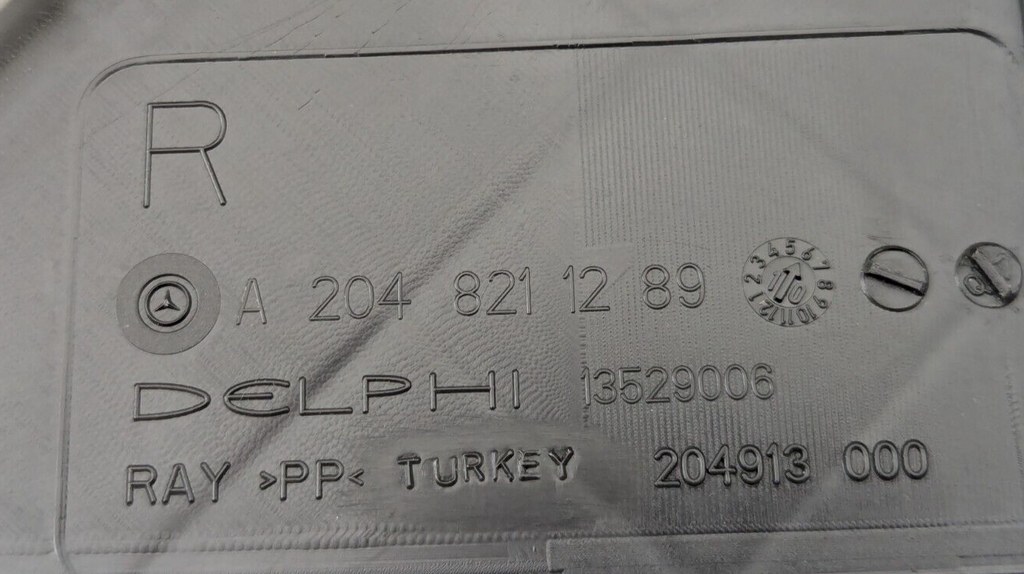 R
A 204 821 12 89
DELPHI 13529006
RAY >PP< TURKEY 204913 000